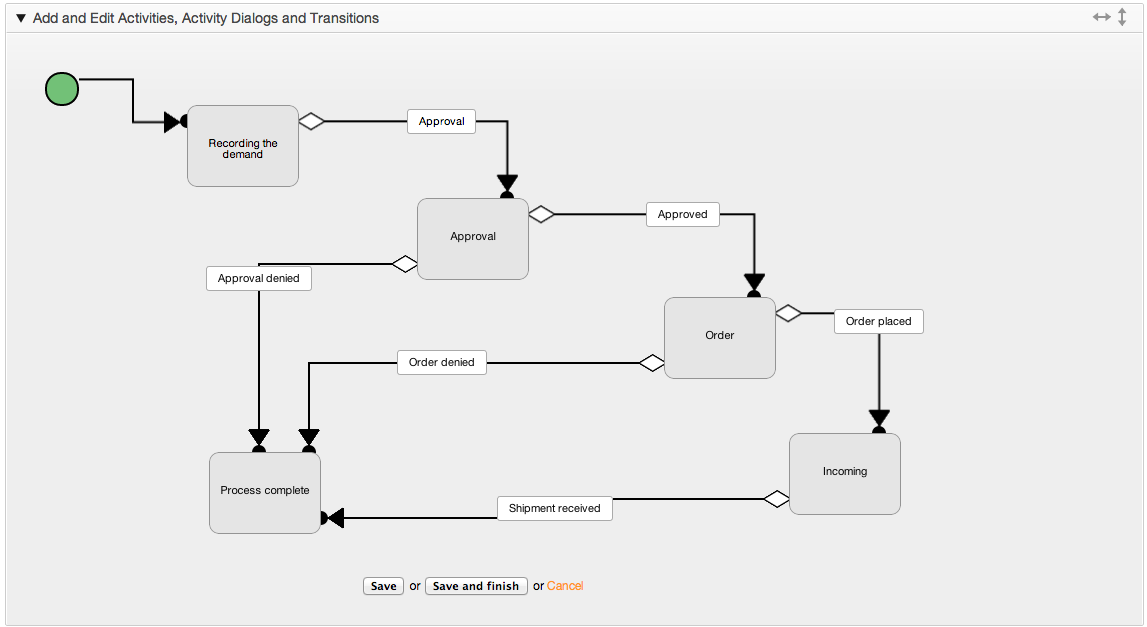 Add and Edit Activities, Activity Dialogs and Transitions
Recording the
demand
Approval
Approval
Approved
Approval denied
Order
Order placed
Order denied
Incoming
Process complete
Shipment received
Save or Save and finish or Cancel